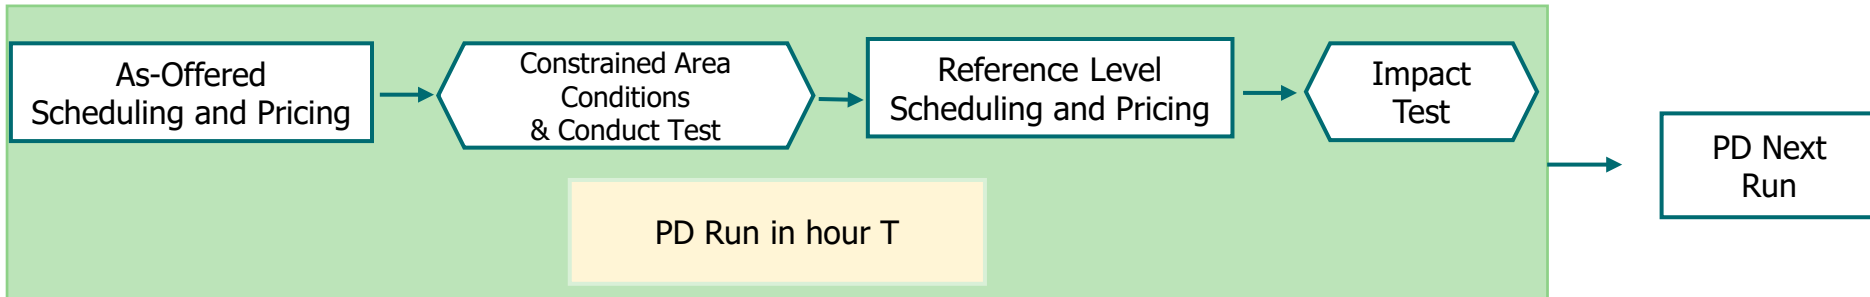 As-Offered
Scheduling and Pricing
Constrained Area
Conditions
& Conduct Test
Reference Level
Scheduling and Pricing
Impact
Test
PD Next
Run
PD Run in hour T